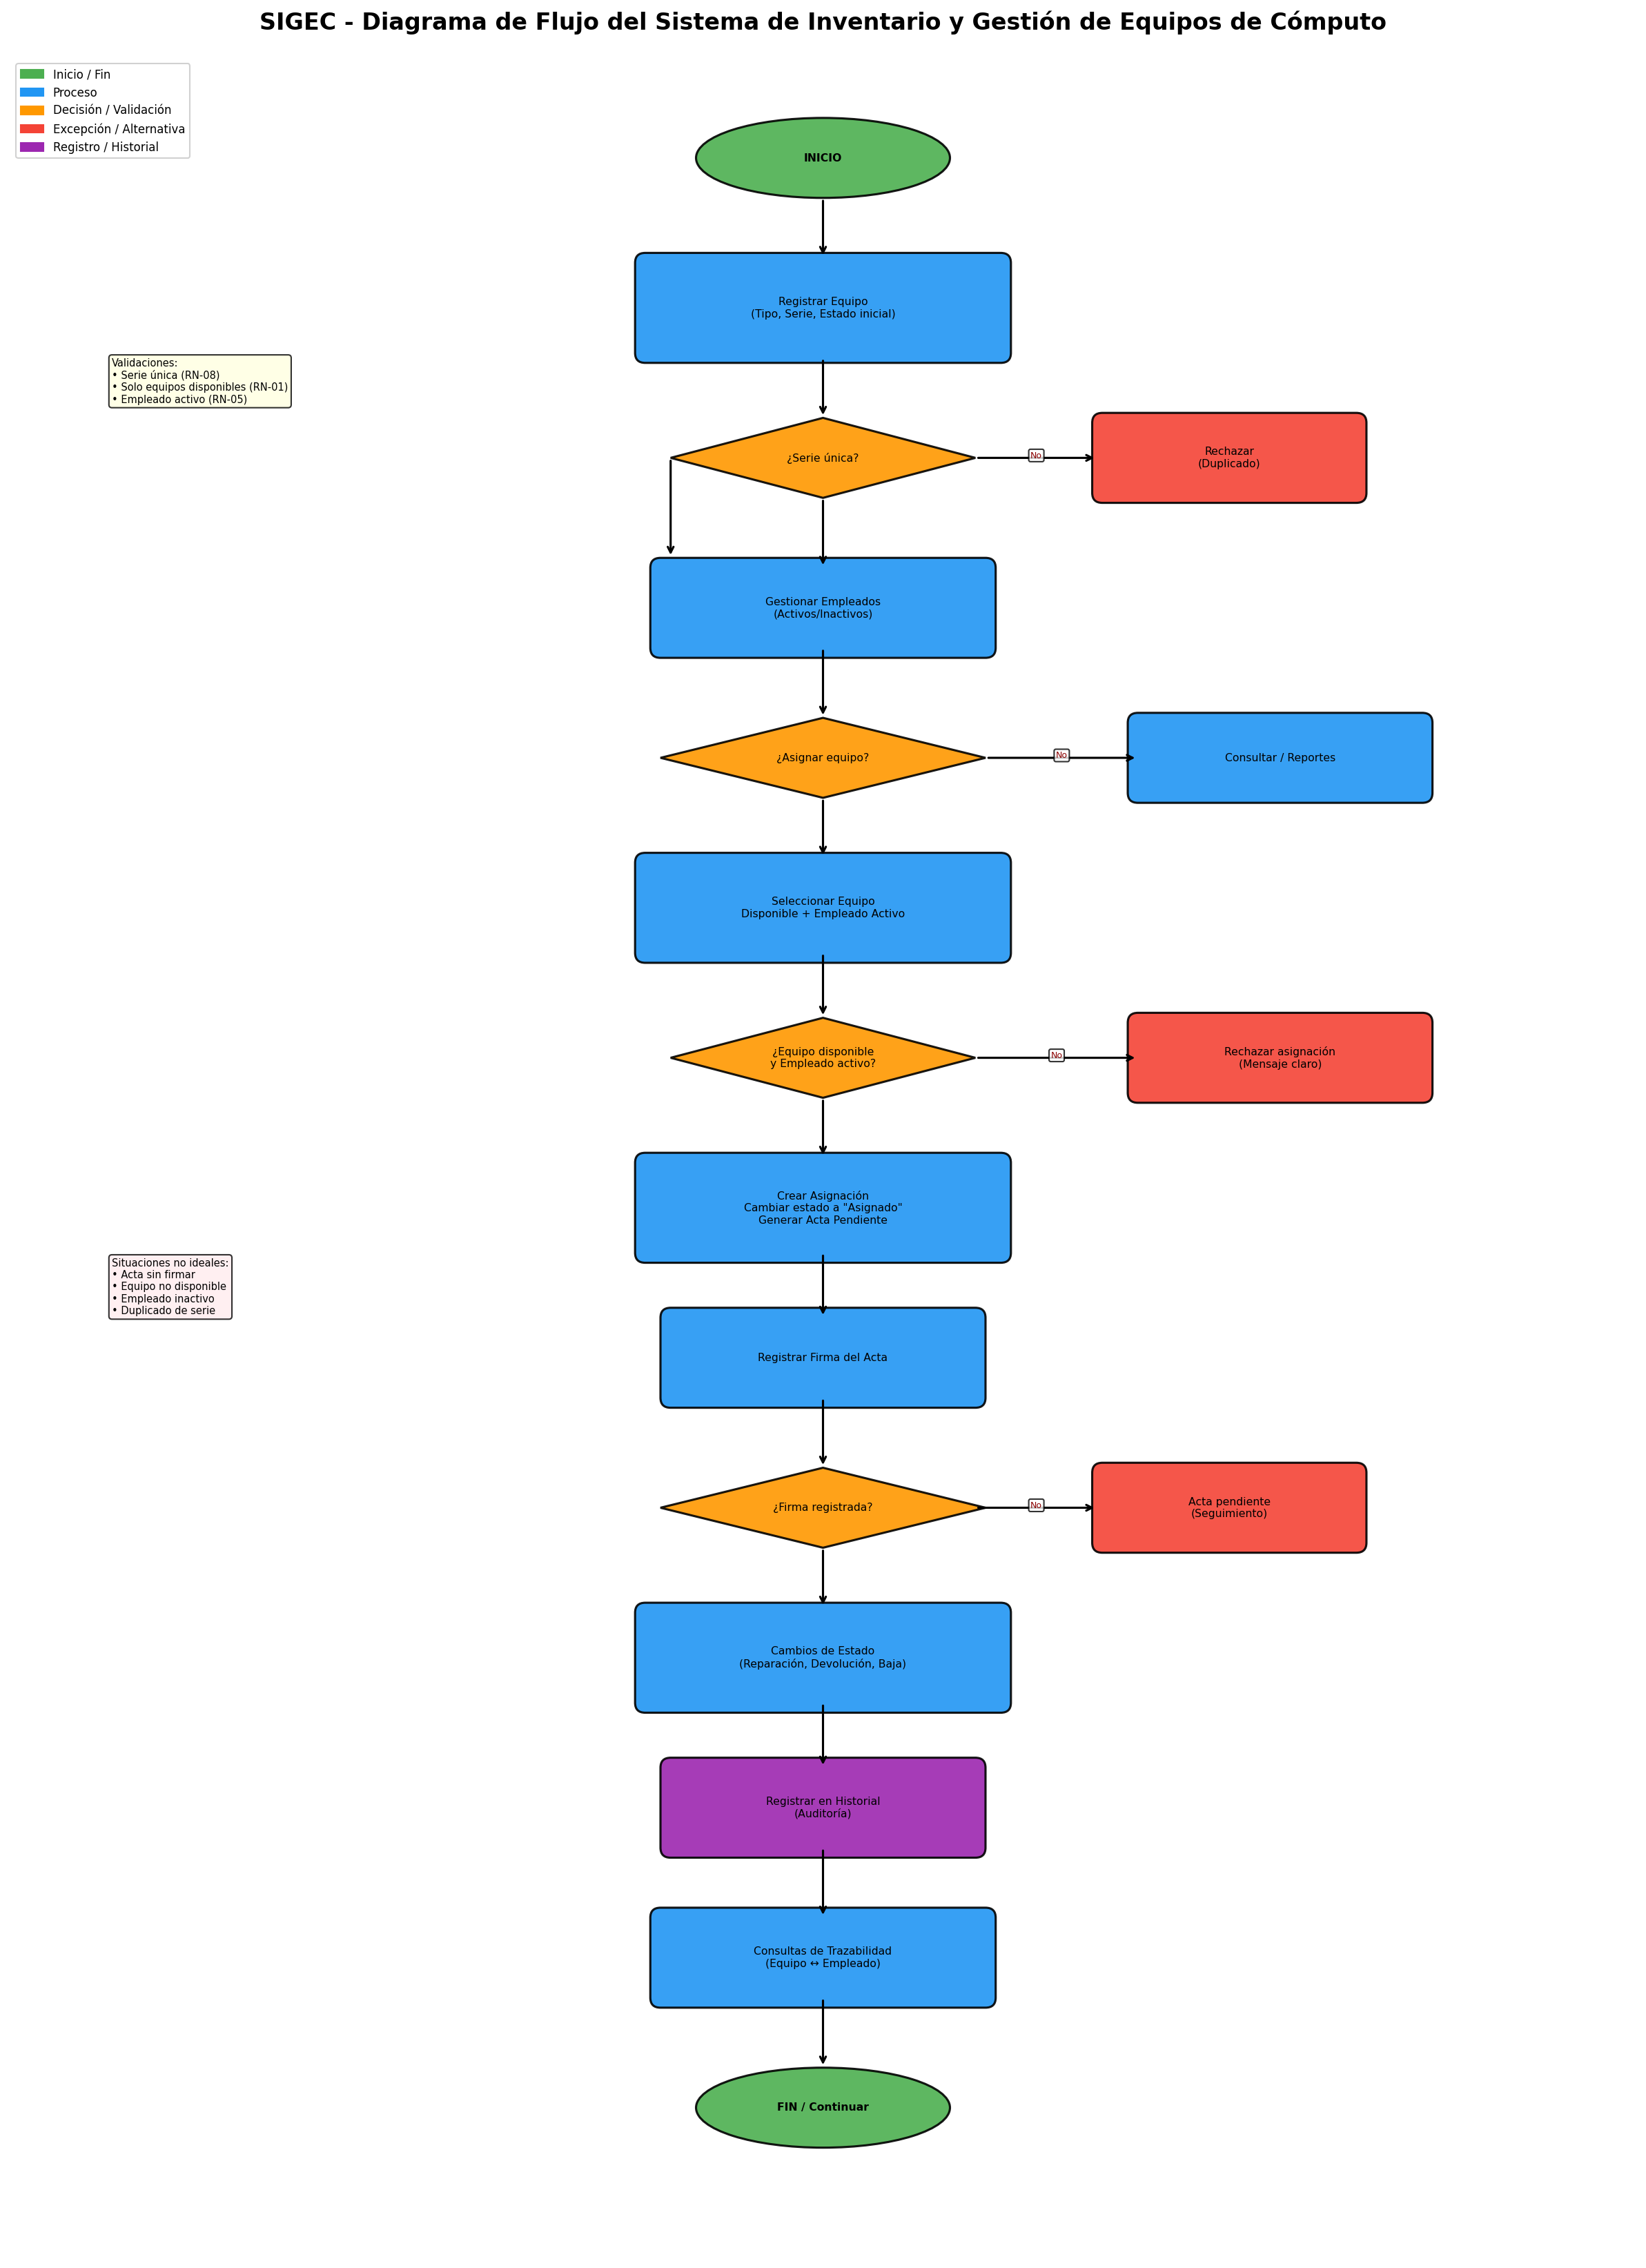 SIGEC - Diagrama de Flujo del Sistema de Inventario y Gestión de Equipos de Cómputo
Inicio / Fin
Proceso
Decisión / Validación
Excepción / Alternativa
Registro / Historial
INICIO
Registrar Equipo
(Tipo, Serie, Estado inicial)
Validaciones:
• Serie única (RN-08)
• Solo equipos disponibles (RN-01)
• Empleado activo (RN-05)
¿Serie única?
No
Rechazar
(Duplicado)
Gestionar Empleados
(Activos/Inactivos)
¿Asignar equipo?
No
Consultar / Reportes
Seleccionar Equipo
Disponible + Empleado Activo
¿Equipo disponible
y Empleado activo?
No
Rechazar asignación
(Mensaje claro)
Crear Asignación
Cambiar estado a "Asignado"
Generar Acta Pendiente
Situaciones no ideales:
• Acta sin firmar
• Equipo no disponible
• Empleado inactivo
• Duplicado de serie
Registrar Firma del Acta
¿Firma registrada?
No
Acta pendiente
(Seguimiento)
Cambios de Estado
(Reparación, Devolución, Baja)
Registrar en Historial
(Auditoría)
Consultas de Trazabilidad
(Equipo ↔ Empleado)
FIN / Continuar